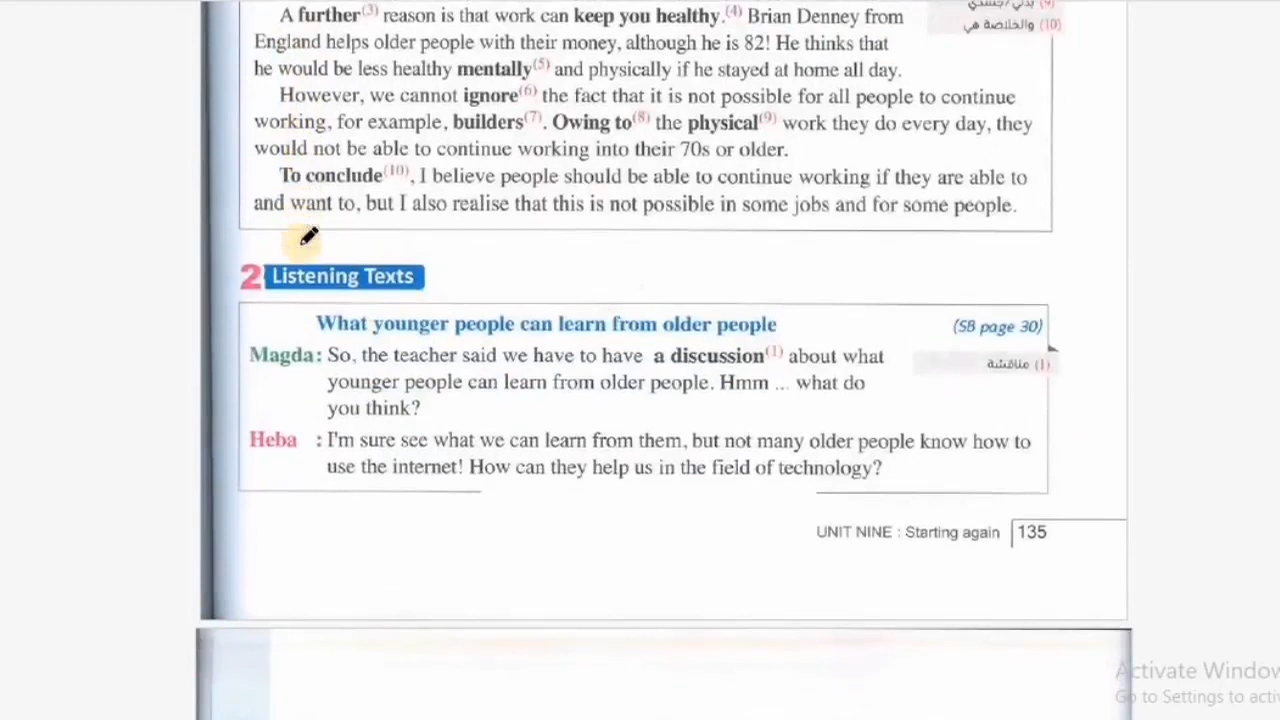 A further(3) reason is that work can keep you healthy.(4) Brian Denney from
(10) والخلاصة هي
England helps older people with their money, although he is 82! He thinks that
he would be less healthy mentally(5) and physically if he stayed at home all day.
However, we cannot ignore(6) the fact that it is not possible for all people to continue
working, for example, builders(7). Owing to(8) the physical(9) work they do every day, they
would not be able to continue working into their 70s or older.
To conclude(10), I believe people should be able to continue working if they are able to
and want to, but I also realise that this is not possible in some jobs and for some people.
2 Listening Texts
What younger people can learn from older people (SB page 30)
Magda: So, the teacher said we have to have a discussion(1) about what
(1) مناقشة
younger people can learn from older people. Hmm ... what do
you think?
Heba : I'm sure see what we can learn from them, but not many older people know how to
use the internet! How can they help us in the field of technology?
UNIT NINE : Starting again 135
Activate Window
Go to Settings to activ